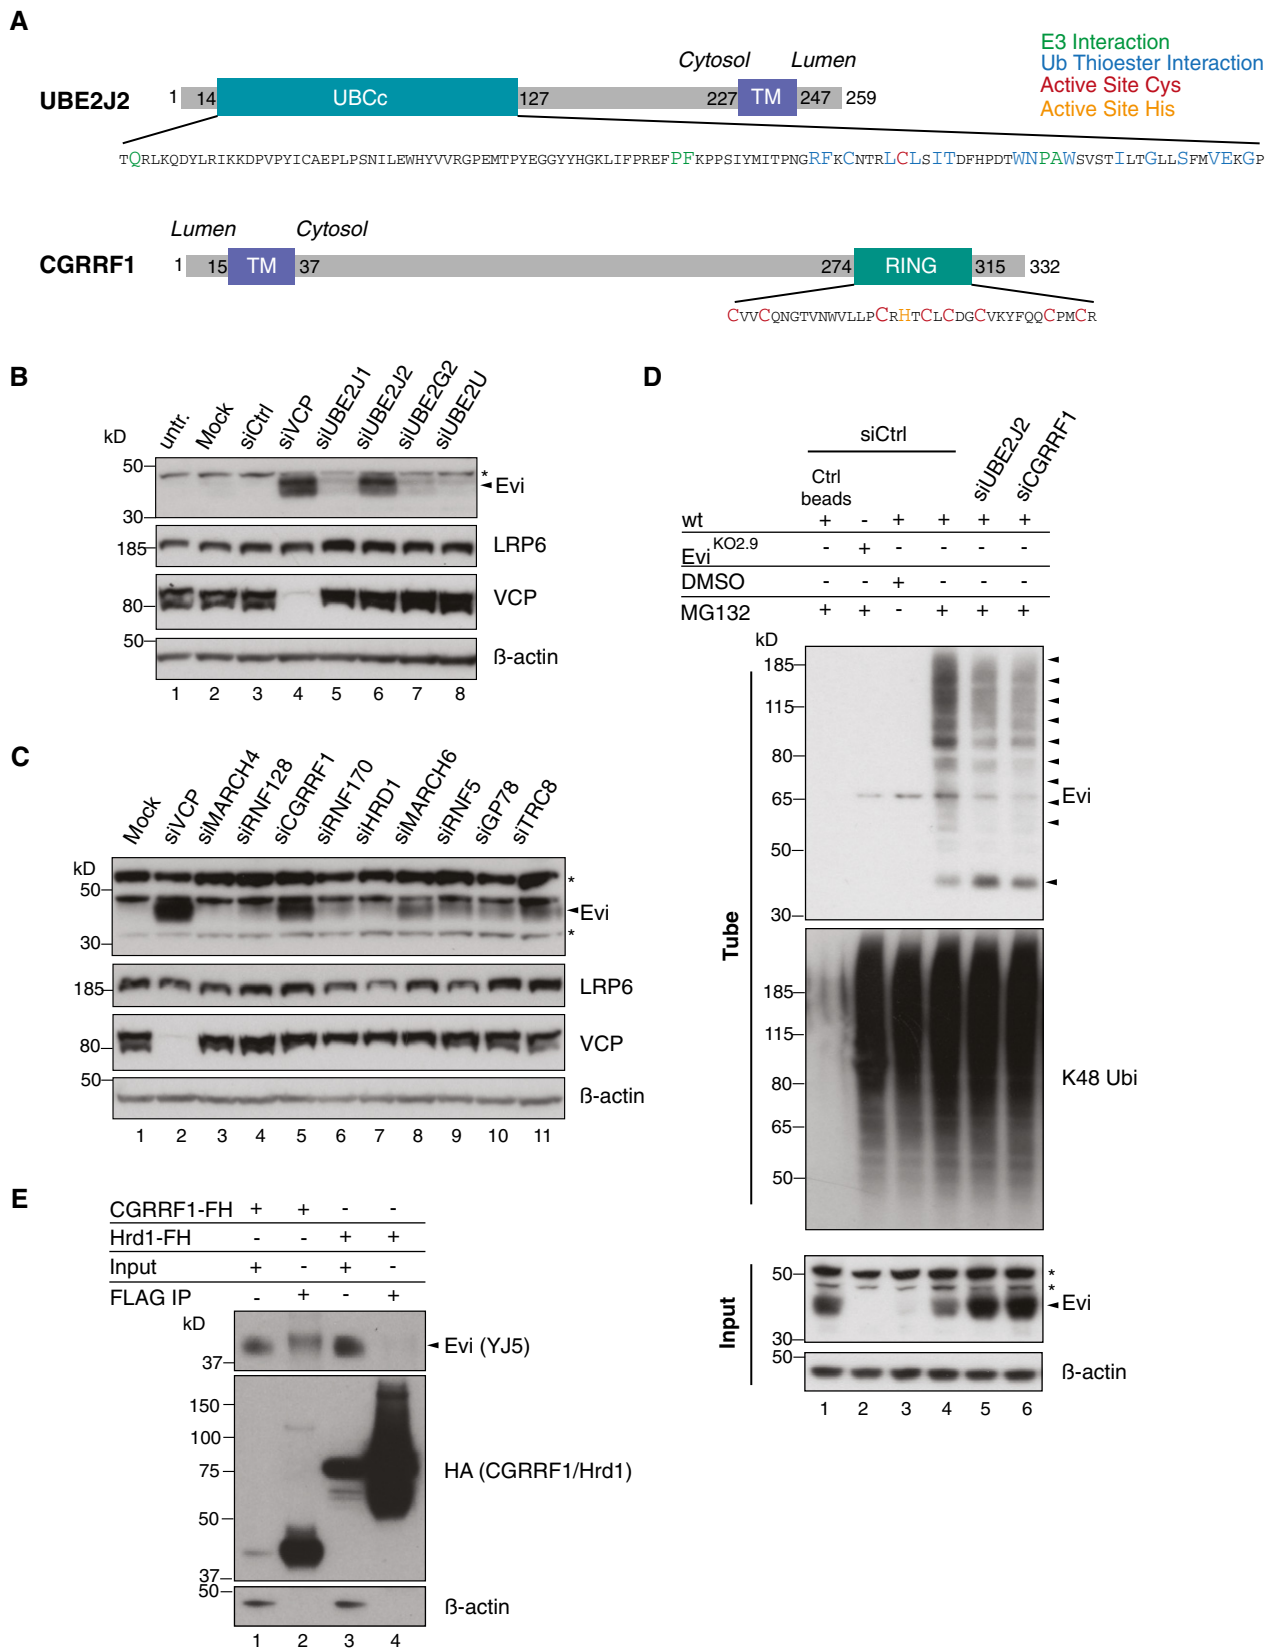 A
E3 Interaction
Ub Thioester Interaction
Active Site Cys
Active Site His
Cytosol Lumen
UBE2J2 1 14 UBCc 127 227 TM 247 259
TQRLKQDYLRIKKDPVPYICAEPLPSNILEWHYVVRGPEMTPYEGGYYHGKLIFPREFPFKPPSIYMITPNGRFKCNTRLCLSITDFHPDTWNPAWSVSTILTGLLSFMVEKGP
Lumen Cytosol
CGRRF1 1 15 TM 37 274 RING 315 332
CVVCQNGTVNWVLLPCRHTCLCDGCVKYFQQCPMCR
B
kD untr. Mock siCtrl siVCP siUBE2J1 siUBE2J2 siUBE2G2 siUBE2U
50 *
Evi
30
185 LRP6
80 VCP
50
ß-actin
1 2 3 4 5 6 7 8
C
kD Mock siVCP siMARCH4 siRNF128 siCGRRF1 siRNF170 siHRD1 siMARCH6 siRNF5 siGP78 siTRC8
50 *
Evi
30 *
185 LRP6
80 VCP
50
ß-actin
1 2 3 4 5 6 7 8 9 10 11
D
siCtrl siUBE2J2 siCGRRF1
Ctrl beads
wt + - + + + +
Evi KO2.9 - + - - - -
DMSO - - + - - -
MG132 + + - + + +
kD
185
115
80
65 Evi
50
30
Tube
185
115
80 K48 Ubi
65
50
Input
50 *
*
Evi
30
50
ß-actin
1 2 3 4 5 6
E
CGRRF1-FH + + - -
Hrd1-FH - - + +
Input + - + -
FLAG IP - + - +
kD
Evi (YJ5)
37
150
100
75 HA (CGRRF1/Hrd1)
50
37
50
ß-actin
1 2 3 4